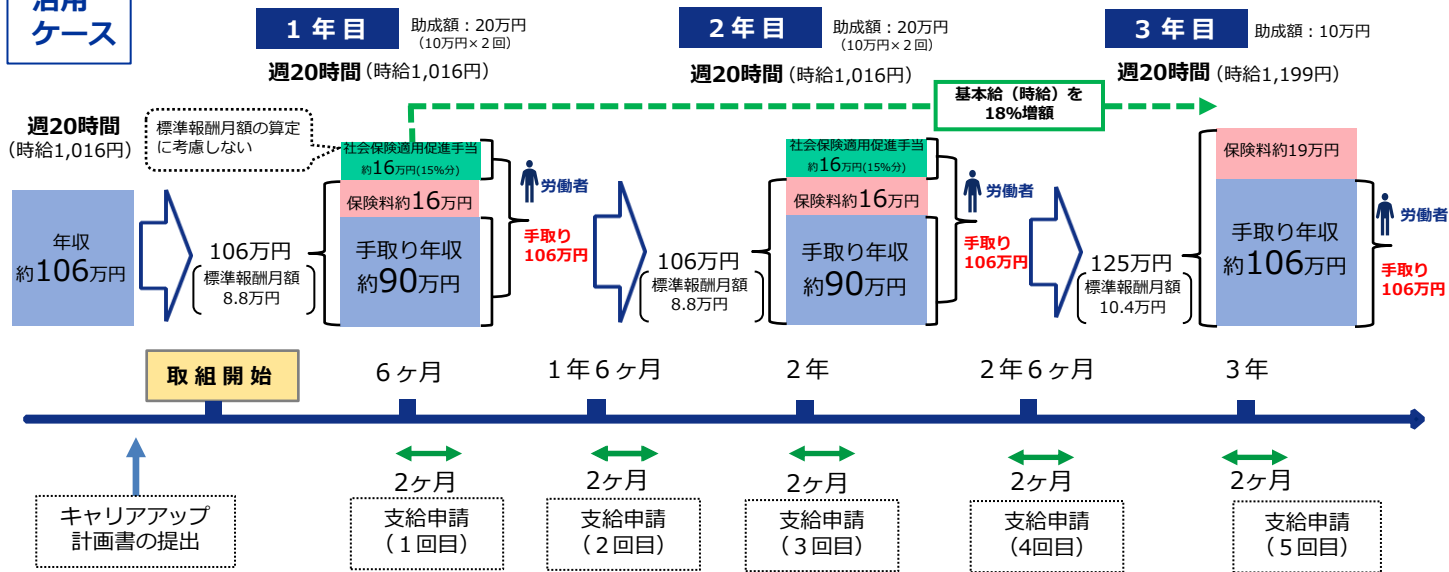 活用
ケース
1年目
助成額：20万円
（10万円×２回）
週20時間（時給1,016円）
2年目
助成額：20万円
（10万円×２回）
週20時間（時給1,016円）
3年目
助成額：10万円
週20時間（時給1,199円）
基本給（時給）を
18％増額
週20時間
（時給1,016円）
年収
約106万円
標準報酬月額の算定
に考慮しない
106万円
標準報酬月額
8.8万円
社会保険適用促進手当
約16万円(15%分)
保険料約16万円
手取り年収
約90万円
労働者
手取り
106万円
106万円
標準報酬月額
8.8万円
社会保険適用促進手当
約16万円(15%分)
保険料約16万円
手取り年収
約90万円
労働者
手取り
106万円
125万円
標準報酬月額
10.4万円
保険料約19万円
手取り年収
約106万円
労働者
手取り
106万円
取組開始
6ヶ月
1年6ヶ月
2年
2年6ヶ月
3年
キャリアアップ
計画書の提出
2ヶ月
支給申請
（１回目）
2ヶ月
支給申請
（２回目）
2ヶ月
支給申請
（３回目）
2ヶ月
支給申請
（4回目）
2ヶ月
支給申請
（５回目）